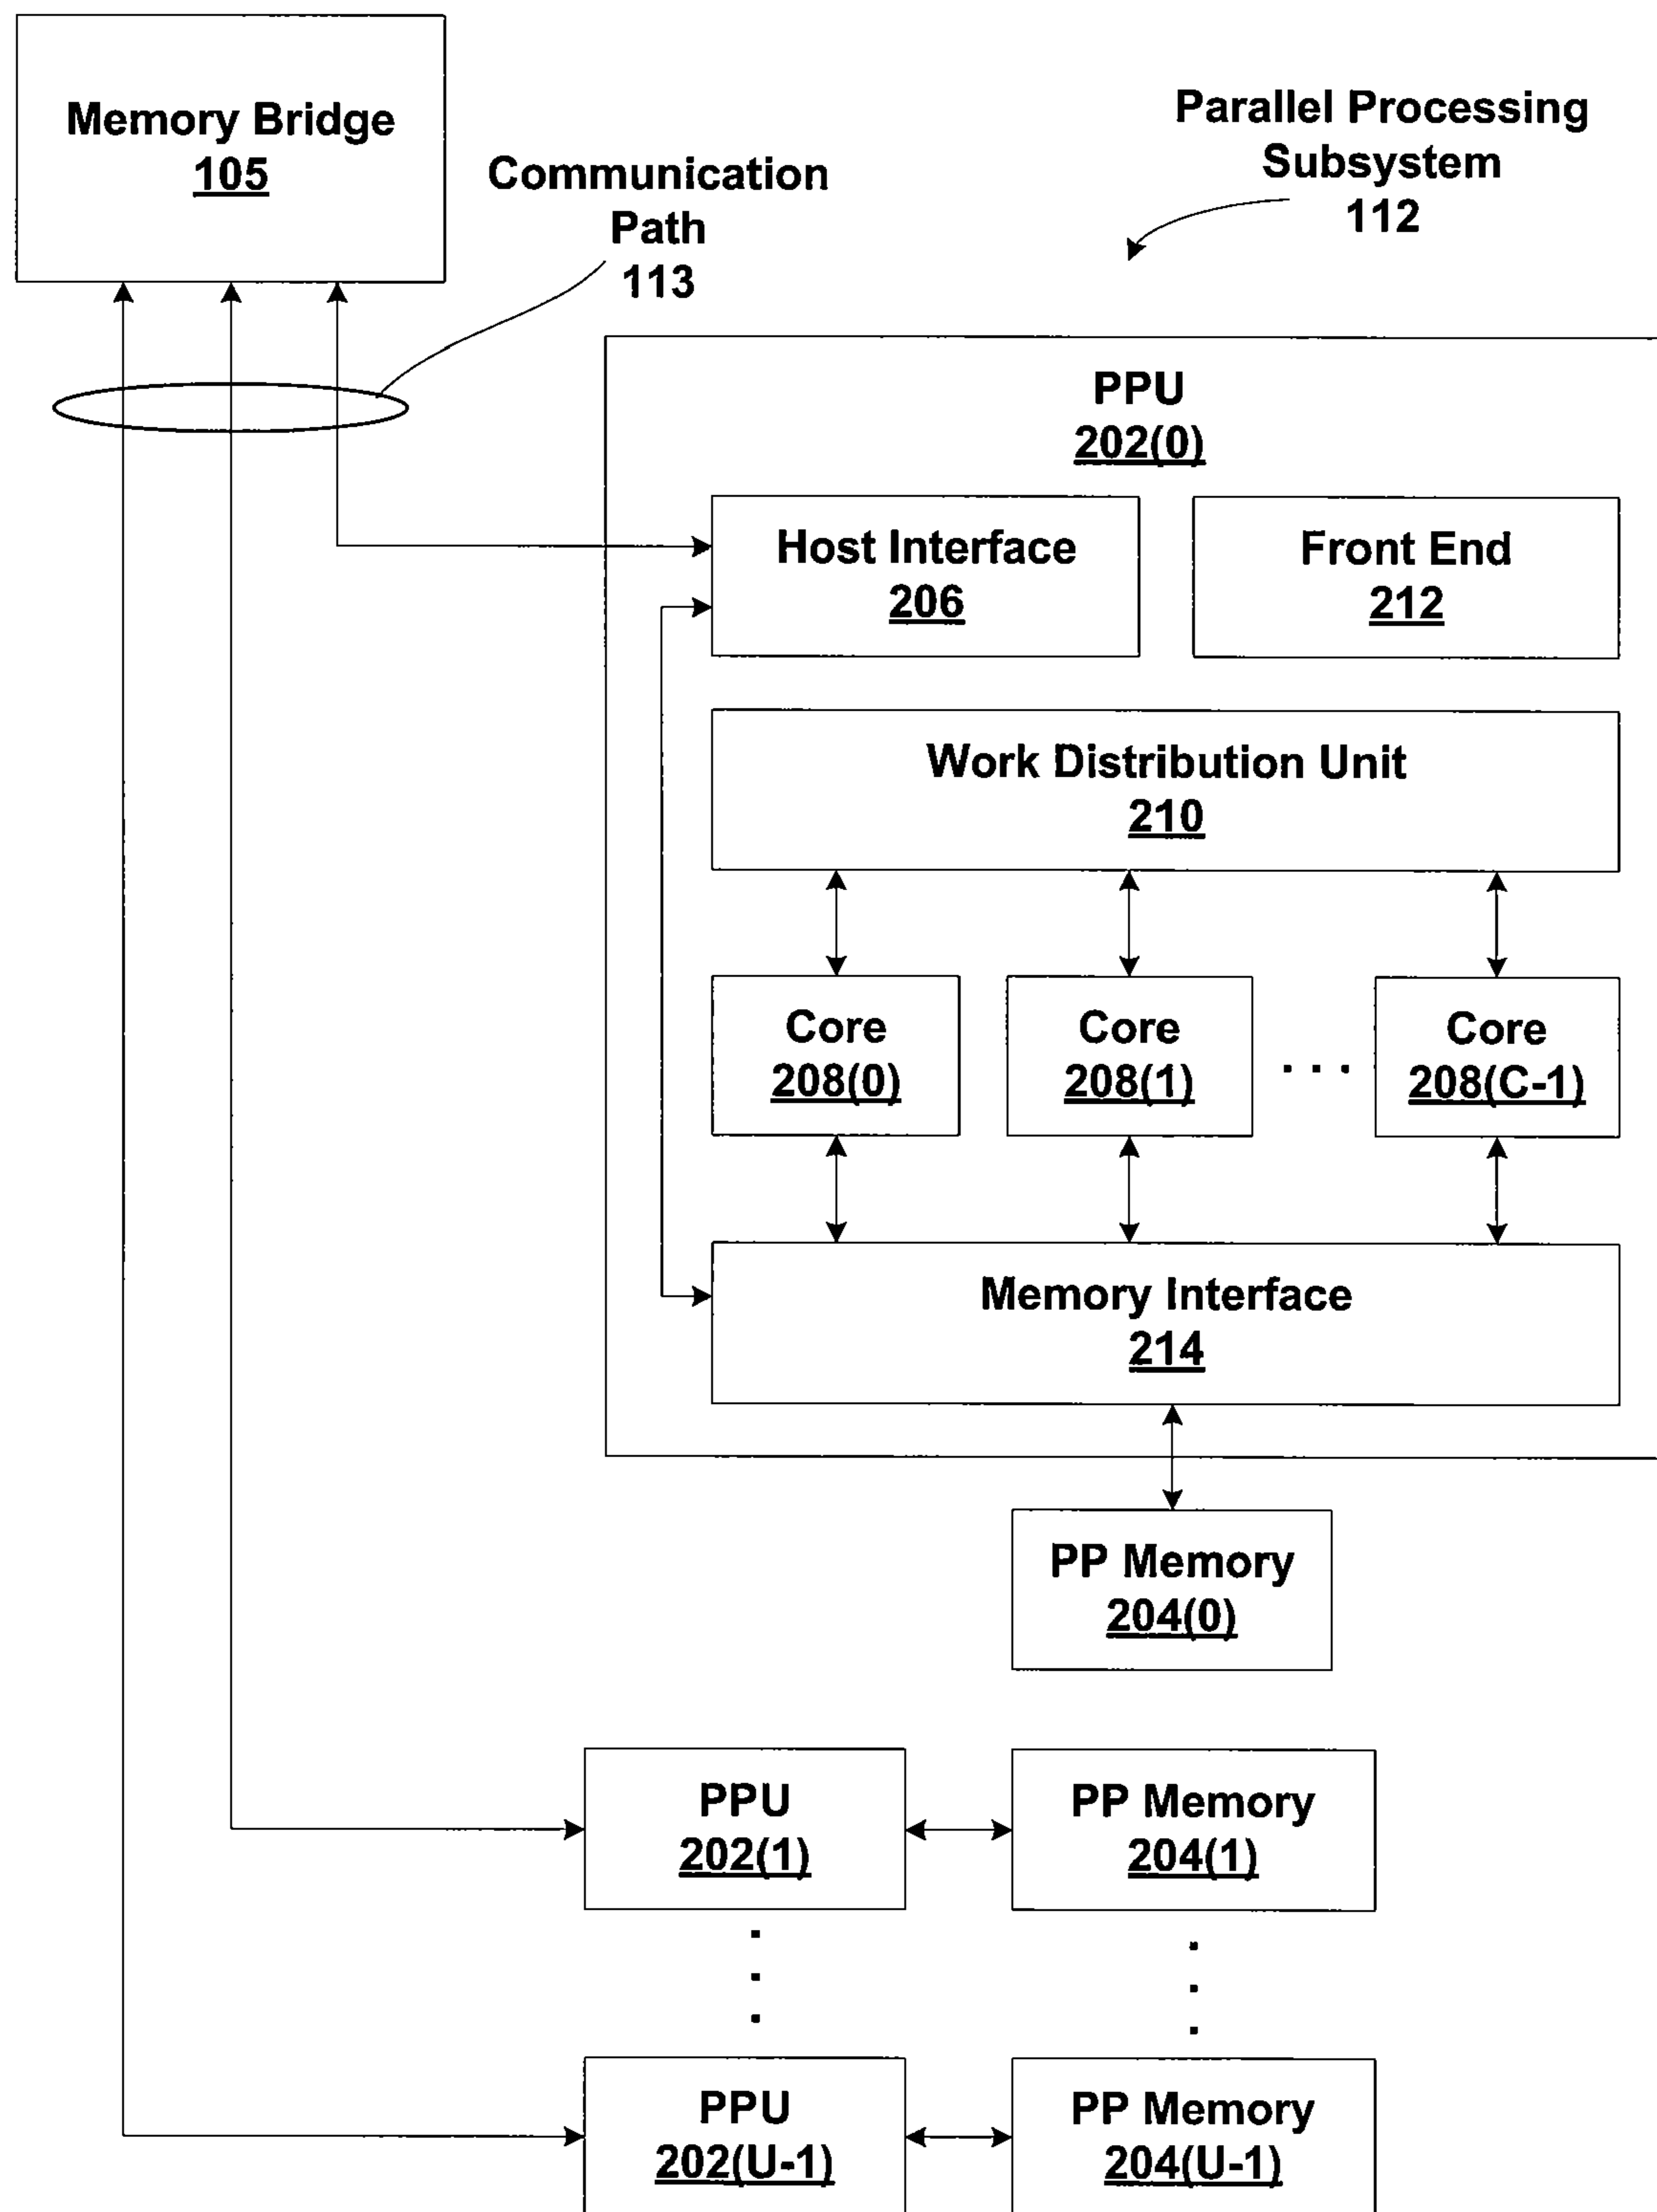 Memory Bridge
105
Communication
Path
113
Parallel Processing
Subsystem
112
PPU
202(0)
Host Interface
206
Front End
212
Work Distribution Unit
210
Core
208(0)
Core
208(1)
. . .
Core
208(C-1)
Memory Interface
214
PP Memory
204(0)
PPU
202(1)
PP Memory
204(1)
PPU
202(U-1)
PP Memory
204(U-1)